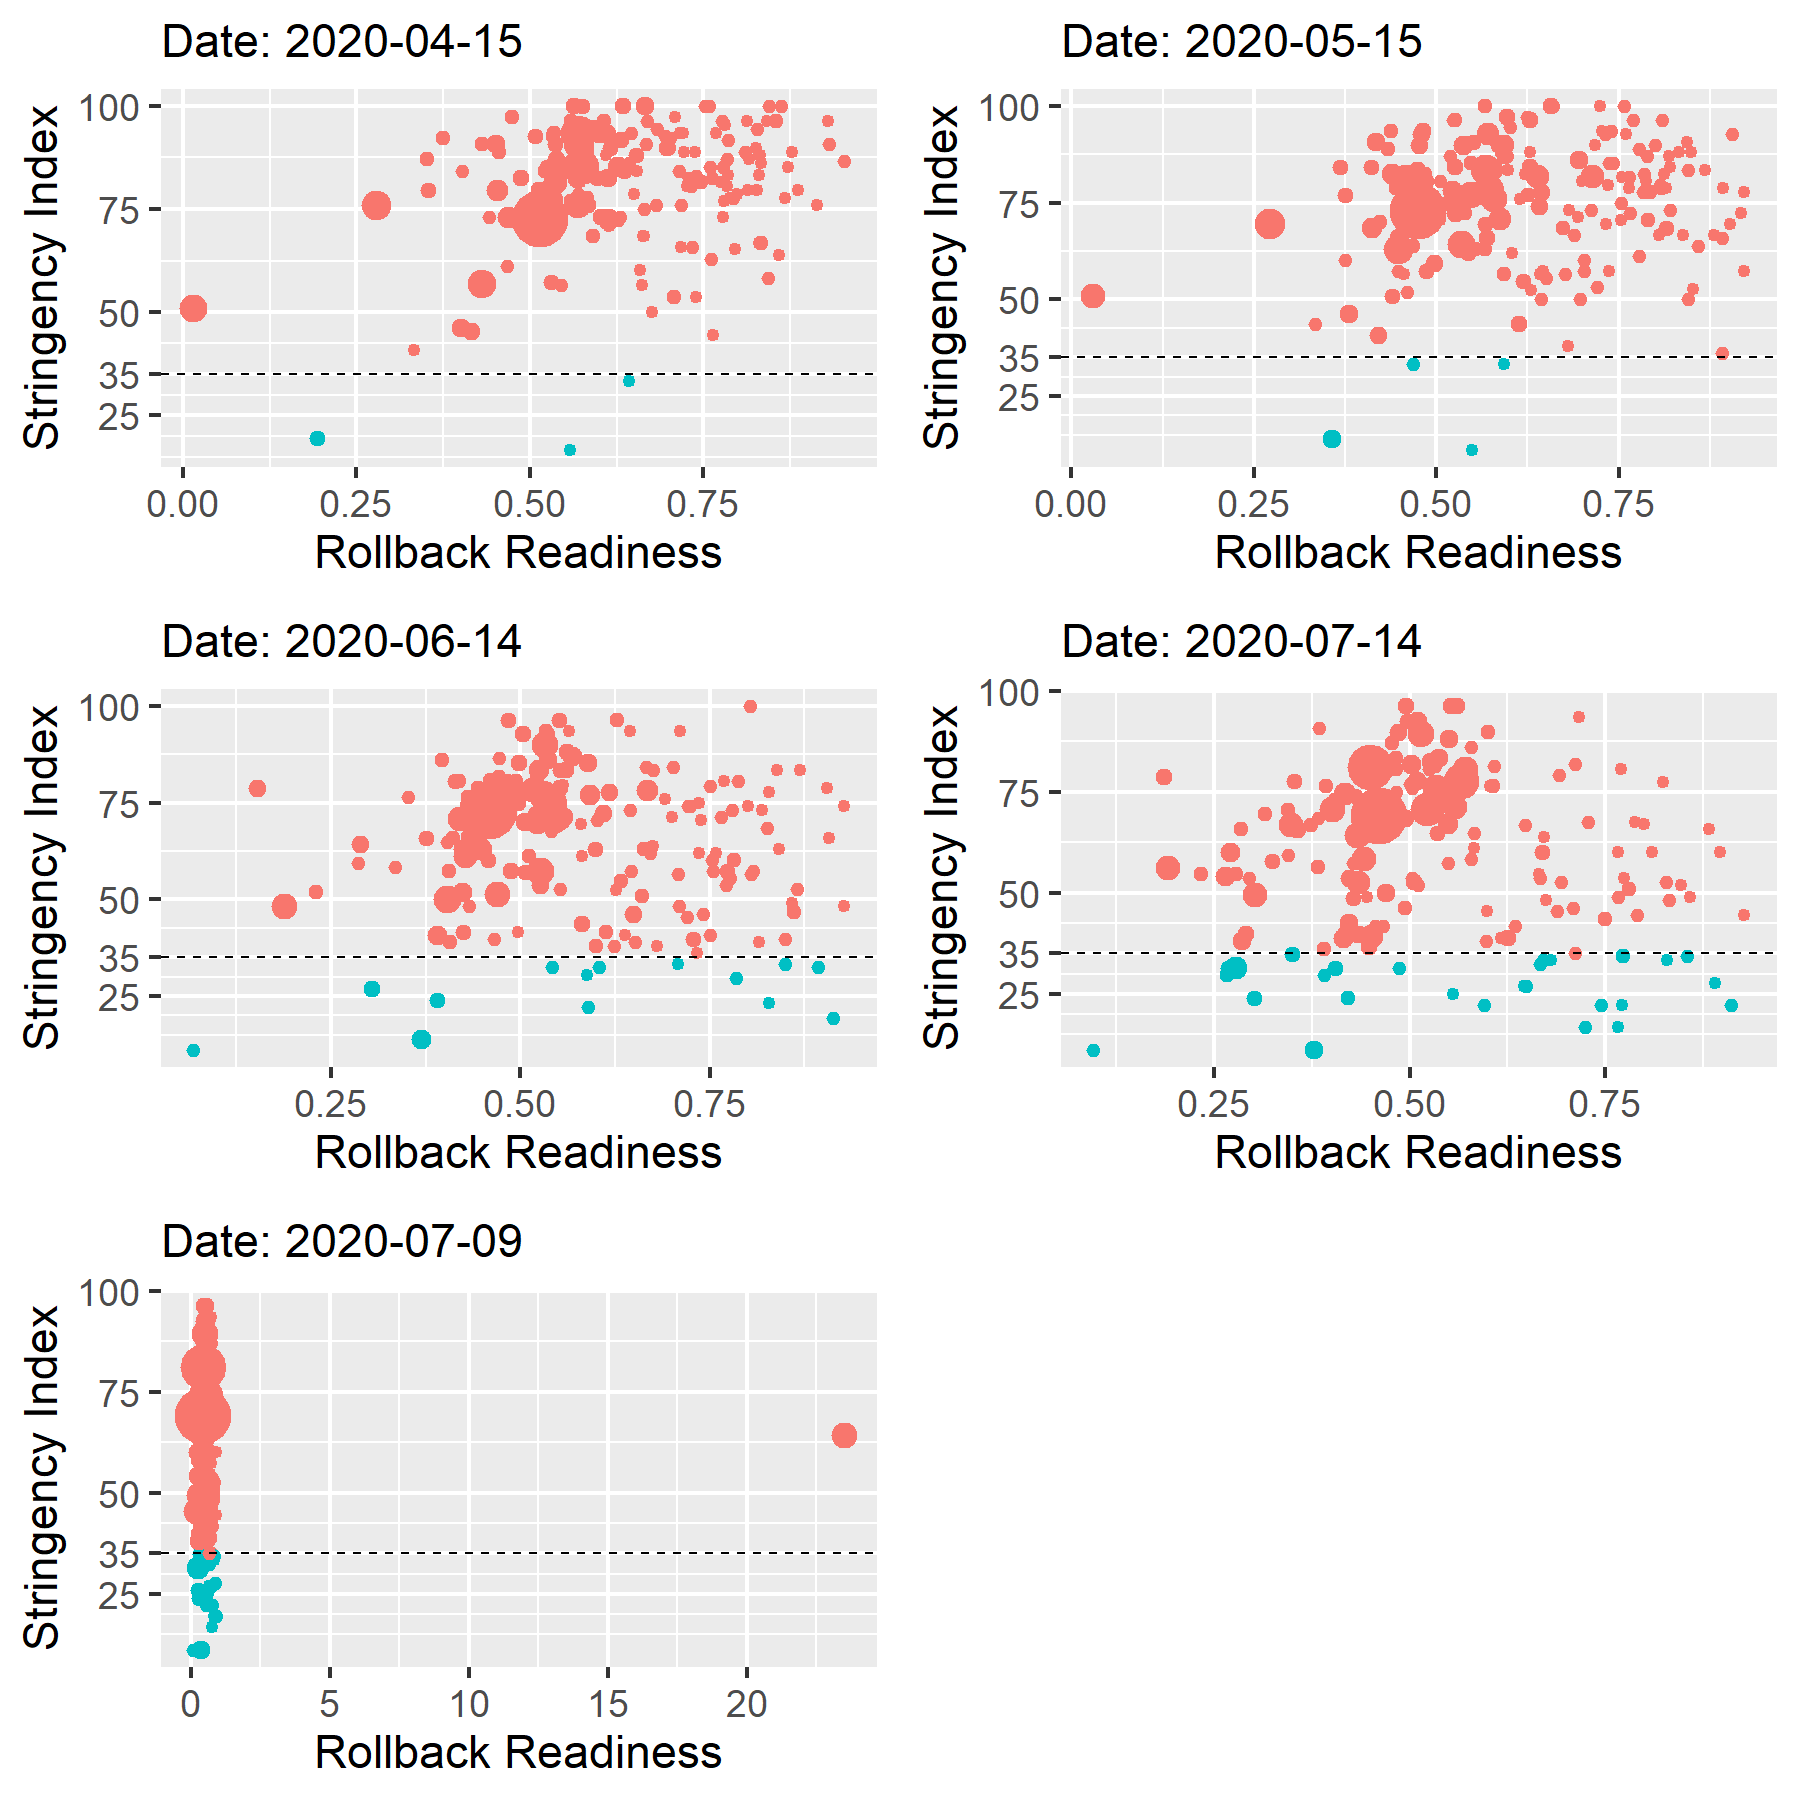 Date: 2020-04-15
Stringency Index
100
75
50
35
25
0.00 0.25 0.50 0.75
Rollback Readiness
Date: 2020-05-15
Stringency Index
100
75
50
35
25
0.00 0.25 0.50 0.75
Rollback Readiness
Date: 2020-06-14
Stringency Index
100
75
50
35
25
0.25 0.50 0.75
Rollback Readiness
Date: 2020-07-14
Stringency Index
100
75
50
35
25
0.25 0.50 0.75
Rollback Readiness
Date: 2020-07-09
Stringency Index
100
75
50
35
25
0 5 10 15 20
Rollback Readiness